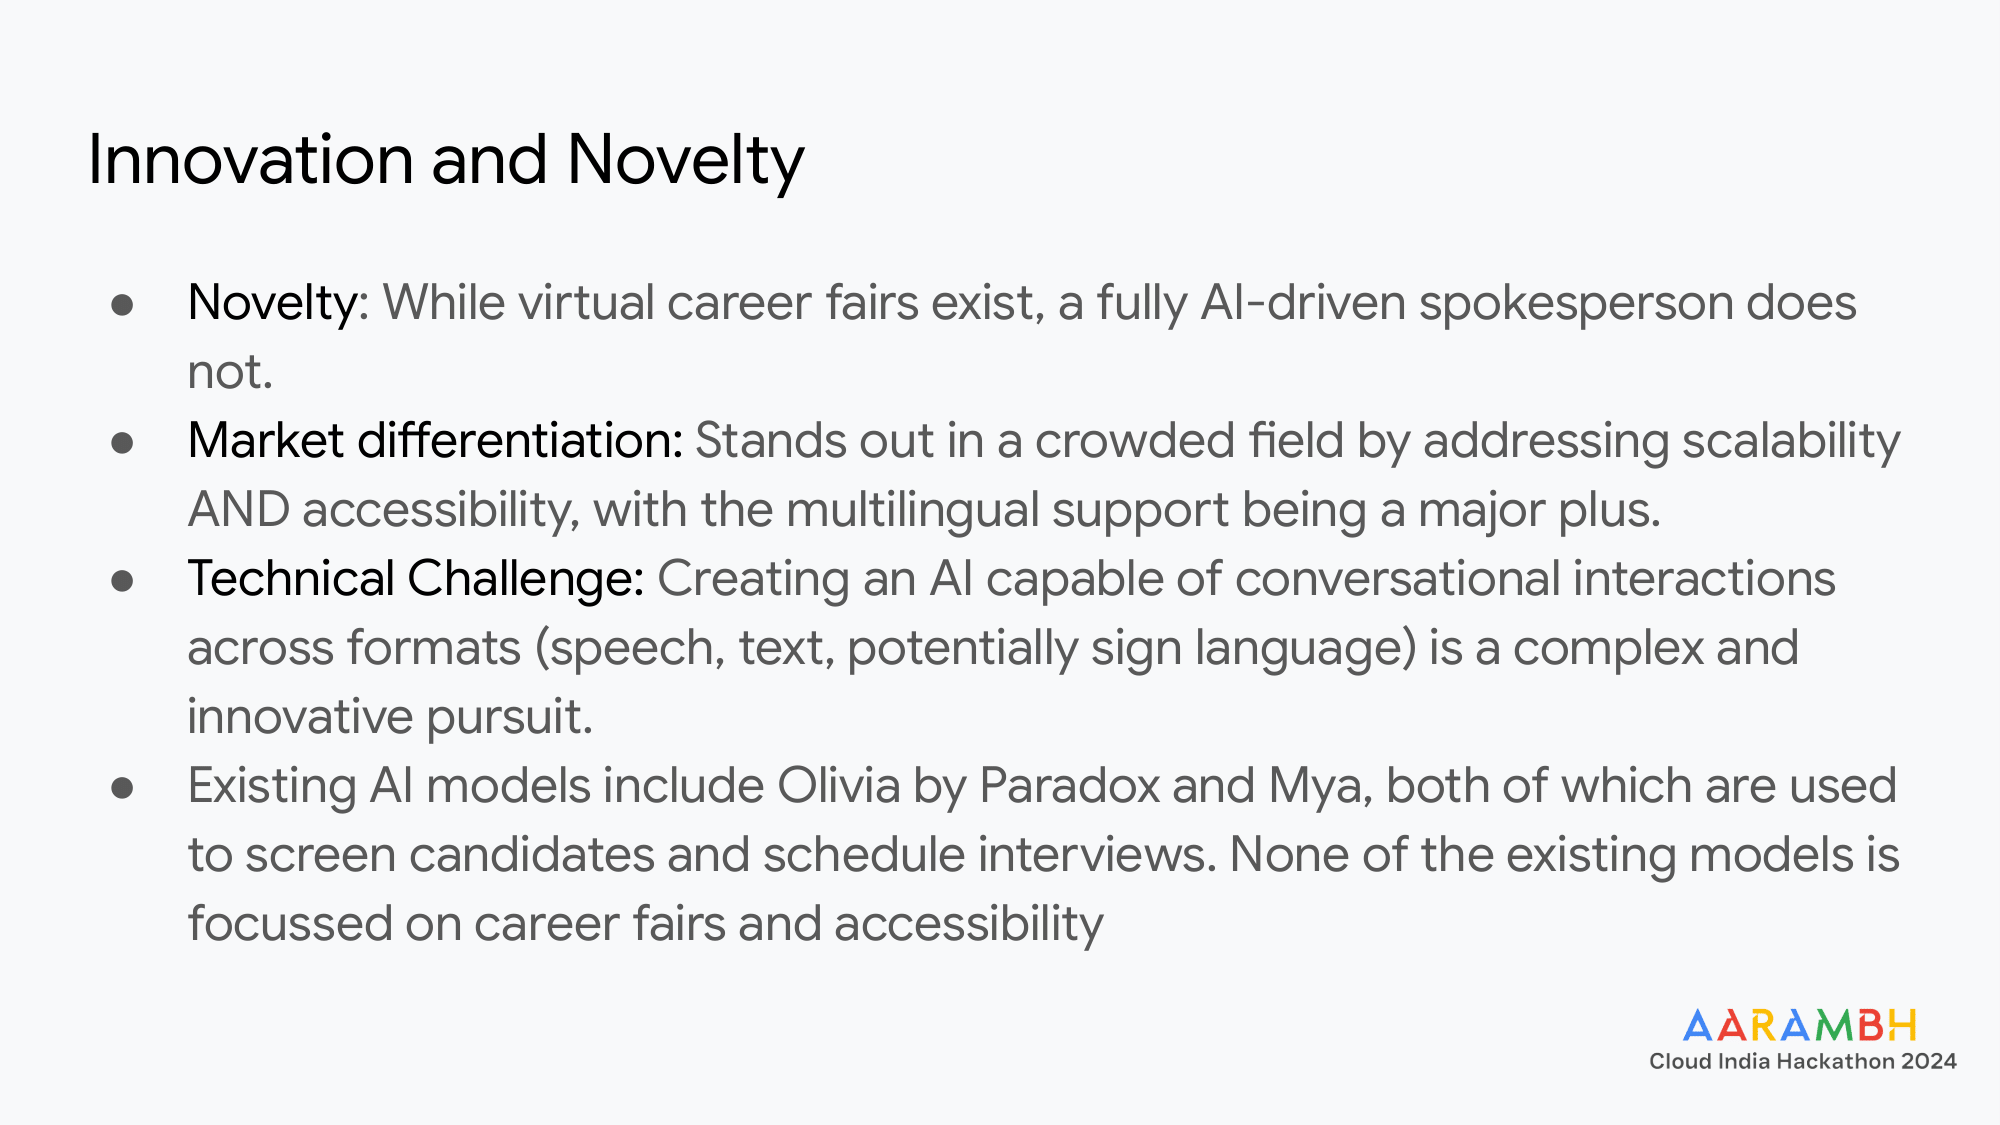 Innovation and Novelty
● Novelty: While virtual career fairs exist, a fully AI-driven spokesperson does
not.
● Market differentiation: Stands out in a crowded field by addressing scalability
AND accessibility, with the multilingual support being a major plus.
● Technical Challenge: Creating an AI capable of conversational interactions
across formats (speech, text, potentially sign language) is a complex and
innovative pursuit.
● Existing AI models include Olivia by Paradox and Mya, both of which are used
to screen candidates and schedule interviews. None of the existing models is
focussed on career fairs and accessibility
AARAMBH
Cloud India Hackathon 2024